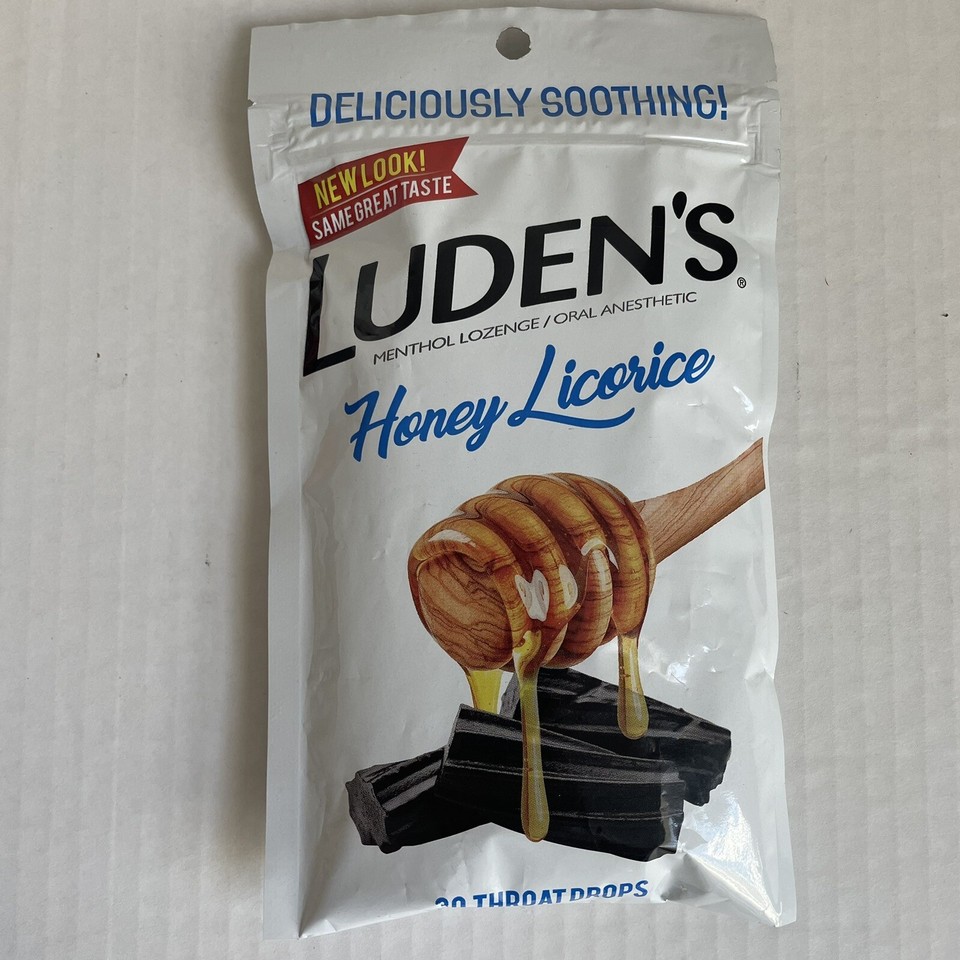 DELICIOUSLY SOOTHING!
NEW LOOK!
SAME GREAT TASTE
LUDEN'S®
MENTHOL LOZENGE / ORAL ANESTHETIC
Honey Licorice
THROAT DROPS